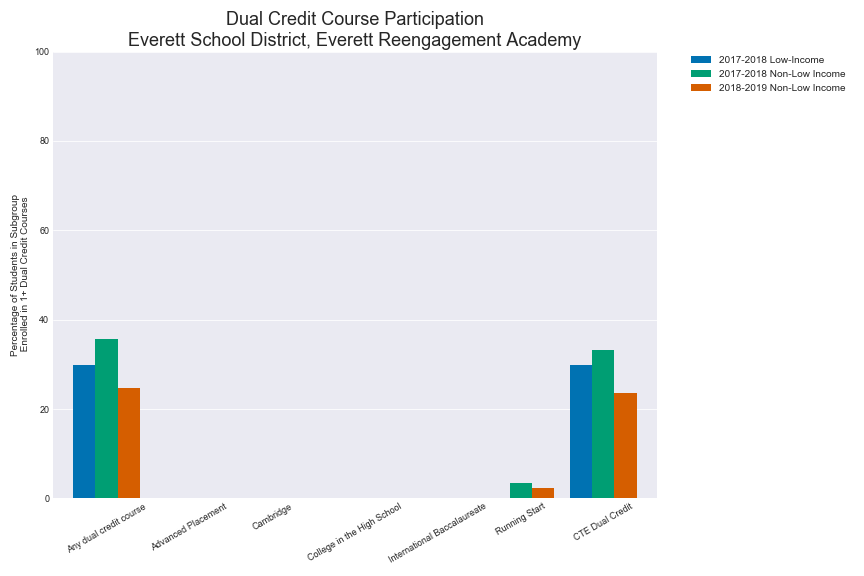 Dual Credit Course Participation
Everett School District, Everett Reengagement Academy
2017-2018 Low-Income
2017-2018 Non-Low Income
2018-2019 Non-Low Income
Percentage of Students in Subgroup
Enrolled in 1+ Dual Credit Courses
100
80
60
40
20
0
Any dual credit course
Advanced Placement
Cambridge
College in the High School
International Baccalaureate
Running Start
CTE Dual Credit